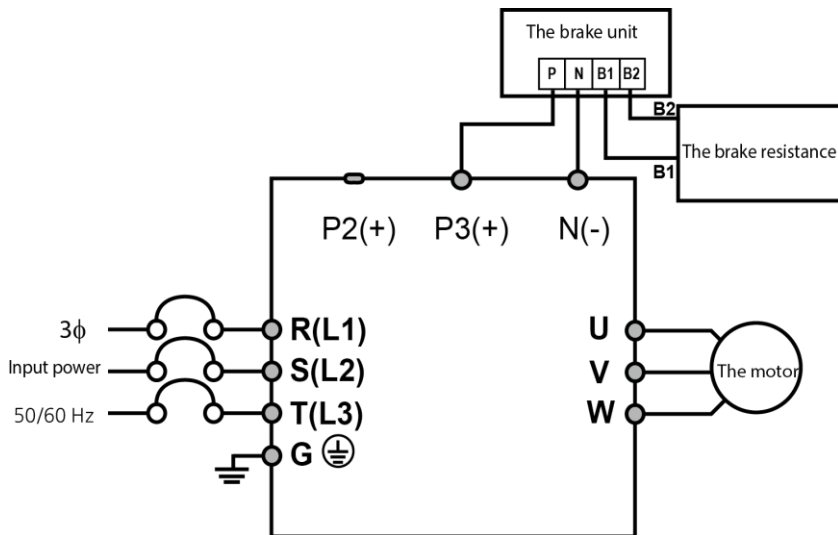 The brake unit
P N B1 B2
B2
The brake resistance
B1
P2(+) P3(+) N(-)
3ϕ
R(L1)
U
Input power
S(L2)
V
The motor
50/60 Hz
T(L3)
W
G